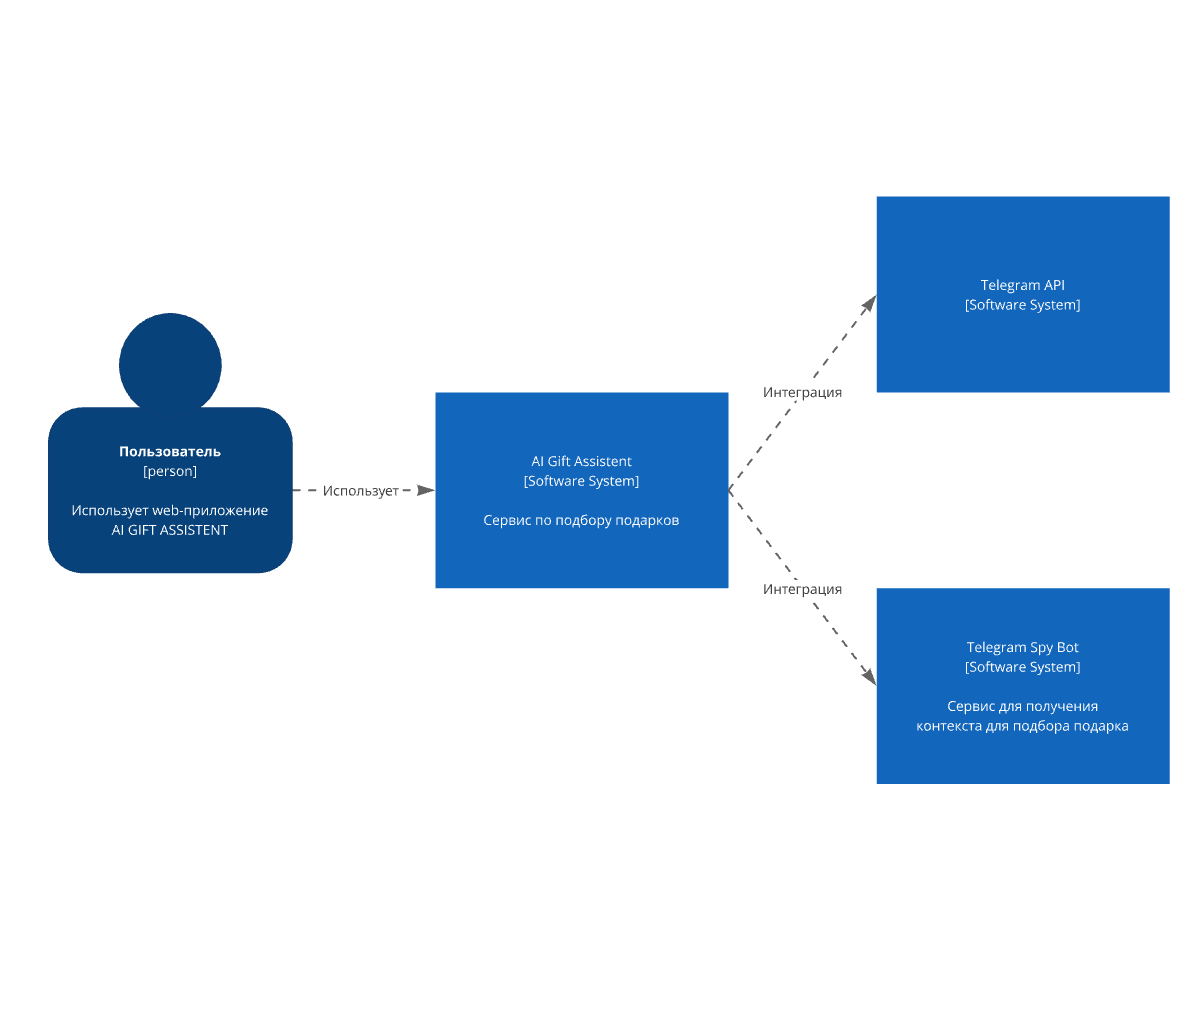 Пользователь
[person]
Использует web-приложение
AI GIFT ASSISTENT
Использует
AI Gift Assistent
[Software System]
Сервис по подбору подарков
Интеграция
Telegram API
[Software System]
Интеграция
Telegram Spy Bot
[Software System]
Сервис для получения
контекста для подбора подарка